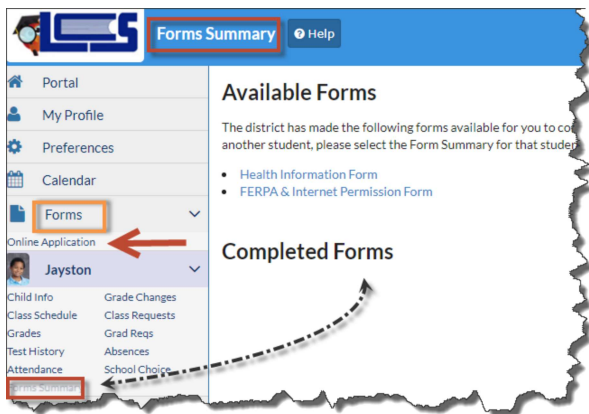 LCS
Forms Summary
Help
Portal
My Profile
Preferences
Calendar
Forms
Online Application
Jayston
Child Info Grade Changes
Class Schedule Class Requests
Grades Grad Reqs
Test History Absences
Attendance School Choice
Forms Summary
Available Forms
The district has made the following forms available for you to
another student, please select the Form Summary for that
Health Information Form
FERPA & Internet Permission Form
Completed Forms